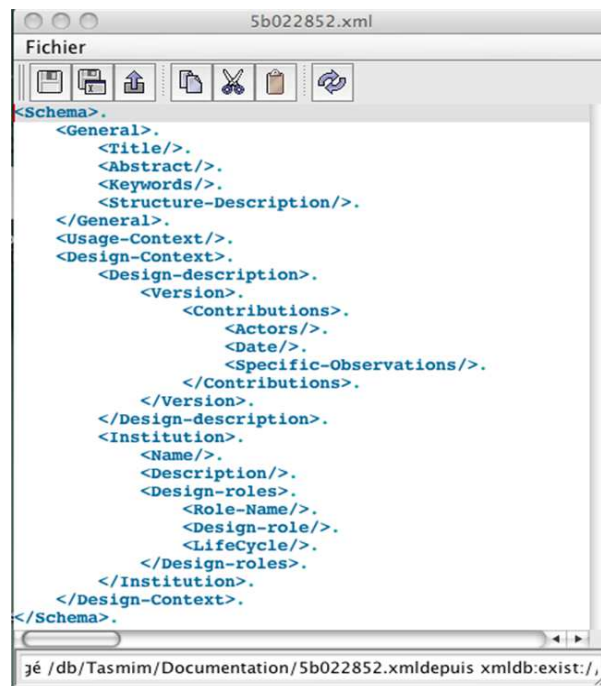 5b022852.xml
Fichier
<Schema>.
<General>.
<Title/>.
<Abstract/>.
<Keywords/>.
<Structure-Description/>.
</General>.
<Usage-Context/>.
<Design-Context>.
<Design-description>.
<Version>.
<Contributions>.
<Actors/>.
<Date/>.
<Specific-Observations/>.
</Contributions>.
</Version>.
</Design-description>.
<Institution>.
<Name/>.
<Description/>.
<Design-roles>.
<Role-Name/>.
<Design-role/>.
<LifeCycle/>.
</Design-roles>.
</Institution>.
</Design-Context>.
</Schema>.
gé /db/Tasmim/Documentation/5b022852.xmldepuis xmldb:exist:/